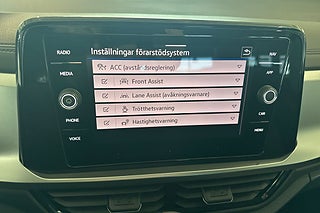 Inställningar förarstödsystem
RADIO
NAV
ACC (avståndsreglering)
MEDIA
APP
Front Assist
Lane Assist (avåkningsvarnare)
Trötthetsvarning
PHONE
CAR
Hastighetsvarning
VOICE
MENU